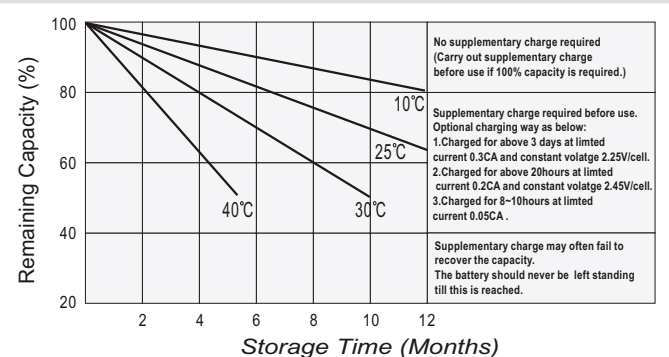 100
80
60
40
20
Remaining Capacity (%)
10℃
25℃
30℃
40℃
2
4
6
8
10
12
Storage Time (Months)
No supplementary charge required
(Carry out supplementary charge
before use if 100% capacity is required.)
Supplementary charge required before use.
Optional charging way as below:
1.Charged for above 3 days at limted
current 0.3CA and constant volatge 2.25V/cell.
2.Charged for above 20hours at limted
current 0.2CA and constant volatge 2.45V/cell.
3.Charged for 8~10hours at limted
current 0.05CA .
Supplementary charge may often fail to
recover the capacity.
The battery should never be left standing
till this is reached.